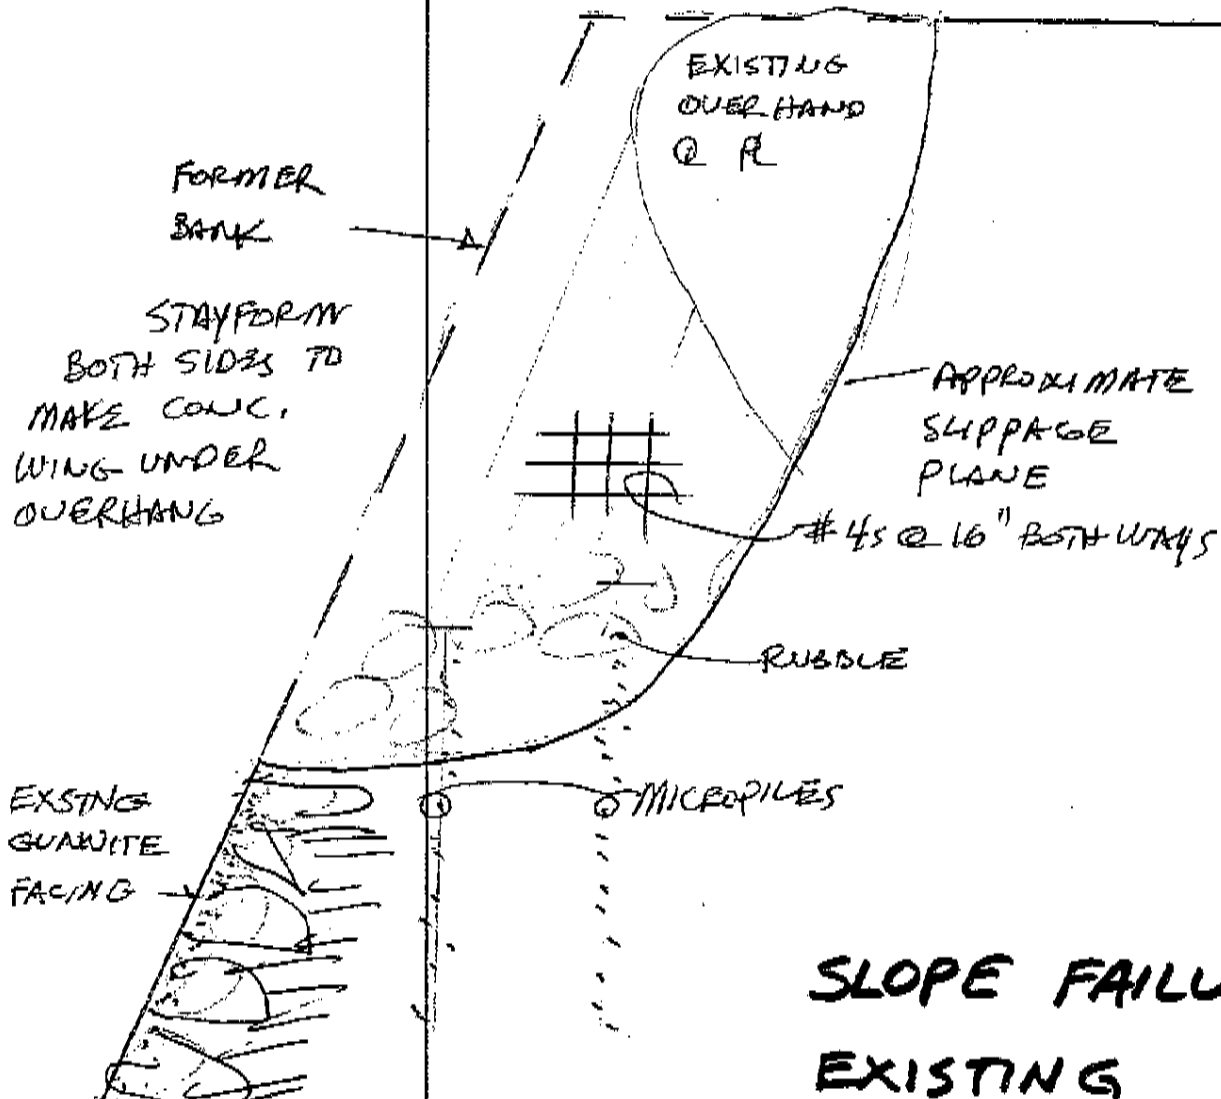 EXISTING
OVERHAND
@ PL
FORMER
BANK
STAYFORM
BOTH SIDES TO
MAKE CONC.
WING UNDER
OVERHANG
APPROXIMATE
SLIPPAGE
PLANE
#4s @ 16" BOTH WAYS
RUBBLE
MICROPILES
EXSTNG
GUNNITE
FACING
SLOPE FAILU
EXISTING